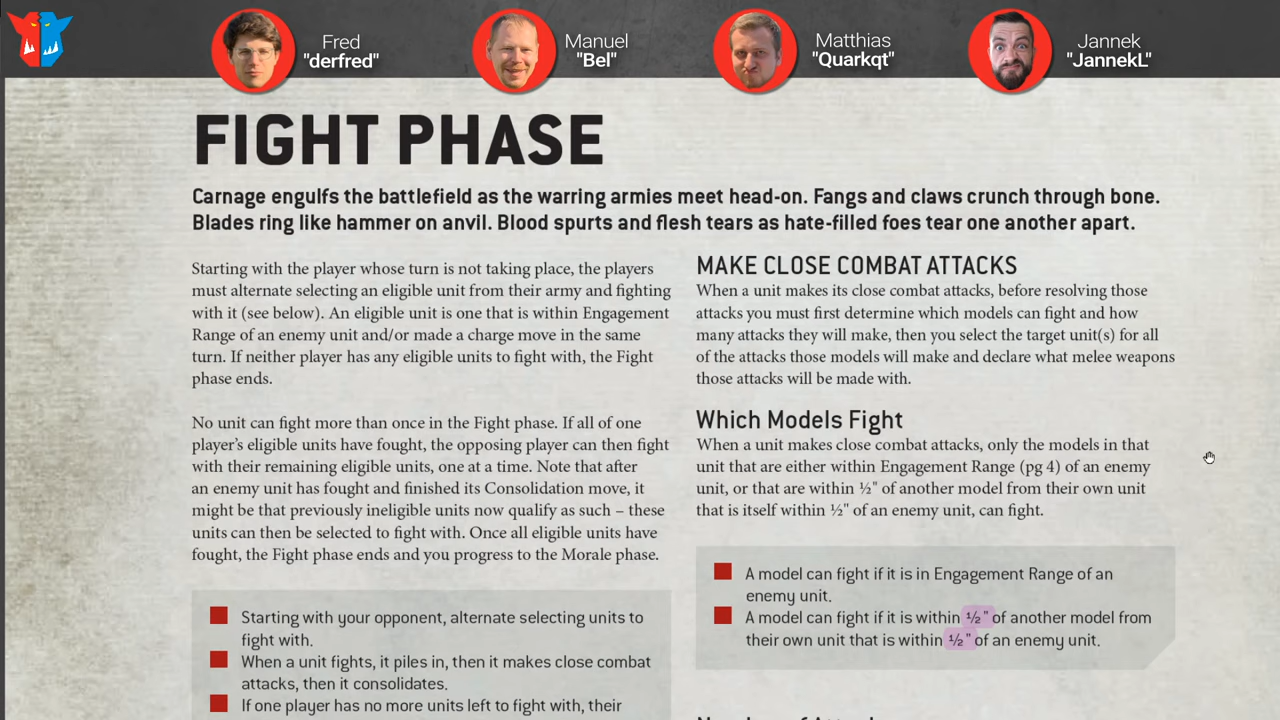 Fred
"derfred"
Manuel
"Bel"
Matthias
"Quarkqt"
Jannek
"JannekL"
FIGHT PHASE
Carnage engulfs the battlefield as the warring armies meet head-on. Fangs and claws crunch through bone.
Blades ring like hammer on anvil. Blood spurts and flesh tears as hate-filled foes tear one another apart.
Starting with the player whose turn is not taking place, the players
must alternate selecting an eligible unit from their army and fighting
with it (see below). An eligible unit is one that is within Engagement
Range of an enemy unit and/or made a charge move in the same
turn. If neither player has any eligible units to fight with, the Fight
phase ends.
No unit can fight more than once in the Fight phase. If all of one
player's eligible units have fought, the opposing player can then fight
with their remaining eligible units, one at a time. Note that after
an enemy unit has fought and finished its Consolidation move, it
might be that previously ineligible units now qualify as such – these
units can then be selected to fight with. Once all eligible units have
fought, the Fight phase ends and you progress to the Morale phase.
Starting with your opponent, alternate selecting units to
fight with.
When a unit fights, it piles in, then it makes close combat
attacks, then it consolidates.
If one player has no more units left to fight with, their
MAKE CLOSE COMBAT ATTACKS
When a unit makes its close combat attacks, before resolving those
attacks you must first determine which models can fight and how
many attacks they will make, then you select the target unit(s) for all
of the attacks those models will make and declare what melee weapons
those attacks will be made with.
Which Models Fight
When a unit makes close combat attacks, only the models in that
unit that are either within Engagement Range (pg 4) of an enemy
unit, or that are within ½" of another model from their own unit
that is itself within ½" of an enemy unit, can fight.
A model can fight if it is in Engagement Range of an
enemy unit.
A model can fight if it is within ½" of another model from
their own unit that is within ½" of an enemy unit.